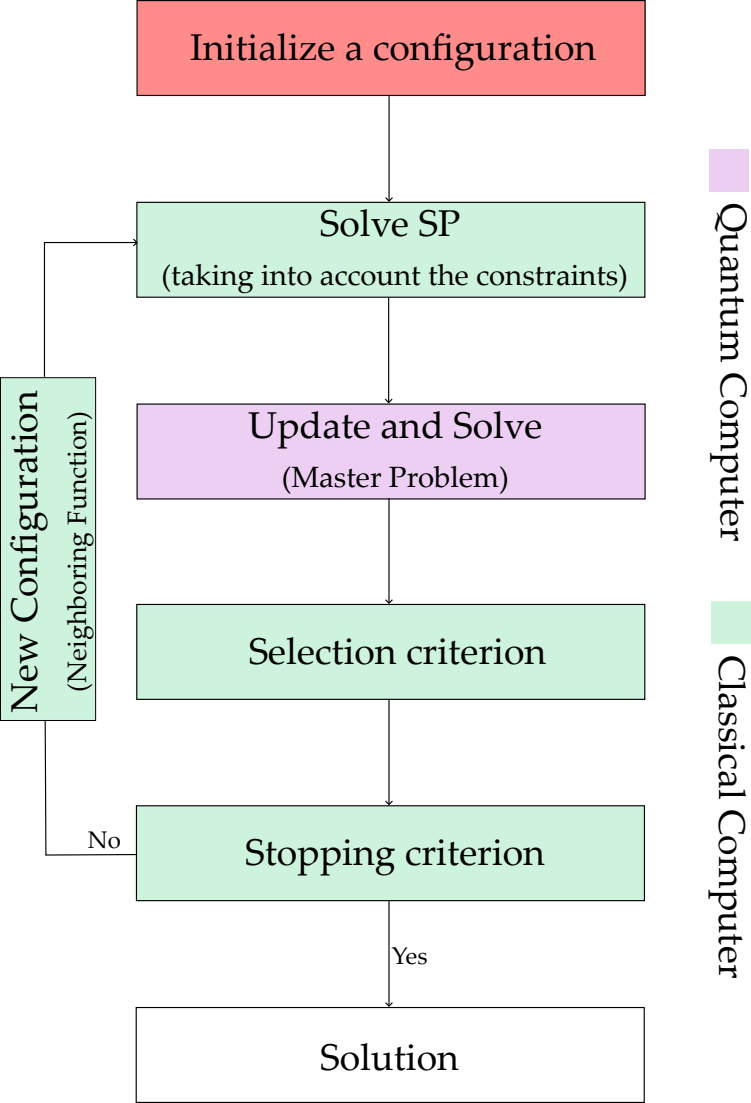 Initialize a configuration
Solve SP
(taking into account the constraints)
Update and Solve
(Master Problem)
Selection criterion
Stopping criterion
No
Yes
Solution
New Configuration
(Neighboring Function)
Quantum Computer
Classical Computer